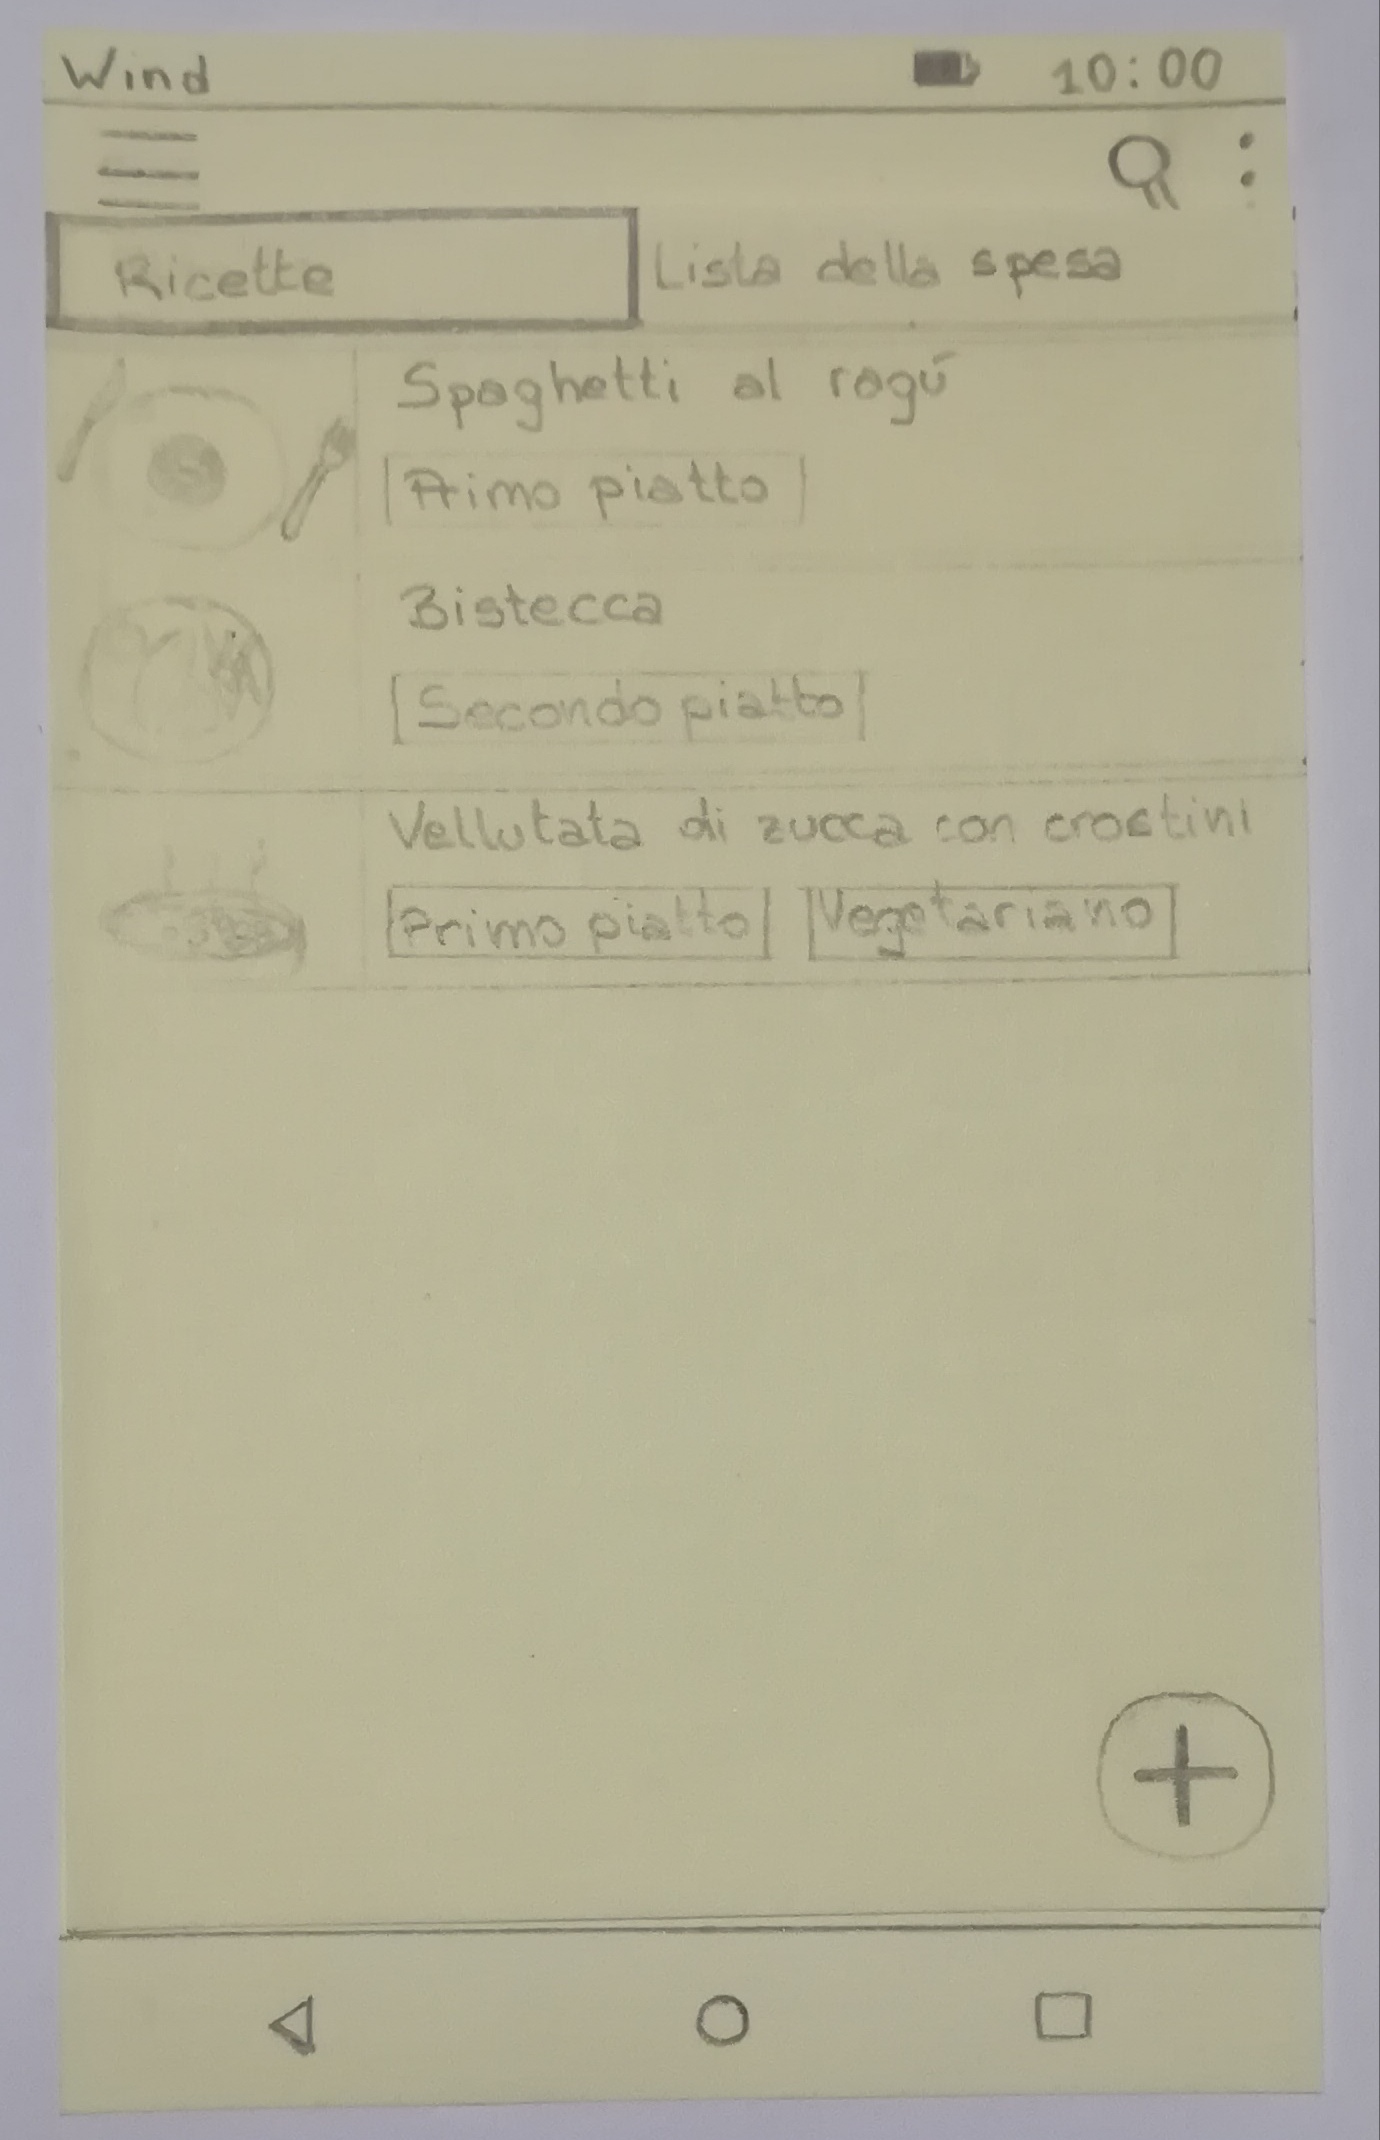 Wind 10:00
Ricette Lista della spesa
Spaghetti al ragú
Primo piatto
Bistecca
Secondo piatto
Vellutata di zucca con crostini
Primo piatto Vegetariano